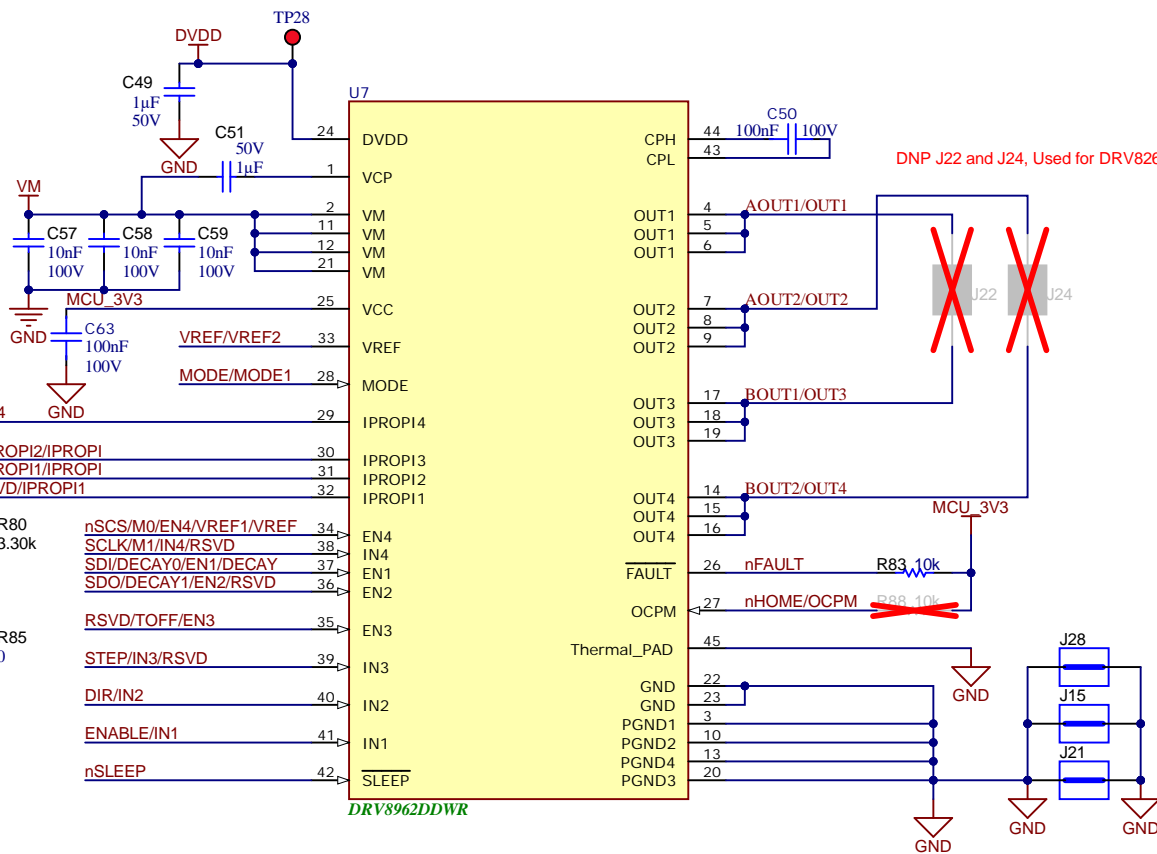 TP28
DVDD
C49
1µF
50V
GND
C51
50V
1µF
U7
24 DVDD
1 VCP
VM
2 VM
11 VM
12 VM
21 VM
C57
10nF
100V
C58
10nF
100V
C59
10nF
100V
GND
MCU_3V3
25 VCC
C63
100nF
100V
GND
VREF/VREF2 33 VREF
MODE/MODE1 28 MODE
4 29 IPROPI4
ROPI2/IPROPI 30 IPROPI3
ROPI1/IPROPI 31 IPROPI2
VD/IPROPI1 32 IPROPI1
R80
3.30k
nSCS/M0/EN4/VREF1/VREF 34 EN4
SCLK/M1/IN4/RSVD 38 IN4
SDI/DECAY0/EN1/DECAY 37 EN1
SDO/DECAY1/EN2/RSVD 36 EN2
RSVD/TOFF/EN3 35 EN3
R85
0
STEP/IN3/RSVD 39 IN3
DIR/IN2 40 IN2
ENABLE/IN1 41 IN1
nSLEEP 42 SLEEP
DRV8962DDWR
CPH 44
CPL 43
C50
100nF 100V
DNP J22 and J24, Used for DRV826
OUT1 4 AOUT1/OUT1
OUT1 5
OUT1 6
OUT2 7 AOUT2/OUT2
OUT2 8
OUT2 9
J22
J24
OUT3 17 BOUT1/OUT3
OUT3 18
OUT3 19
OUT4 14 BOUT2/OUT4
OUT4 15
OUT4 16
MCU_3V3
FAULT 26 nFAULT R83 10k
OCPM 27 nHOME/OCPM R88 10k
Thermal_PAD 45
GND
GND 22
GND 23
PGND1 3
PGND2 10
PGND4 13
PGND3 20
J28
J15
J21
GND
GND
GND